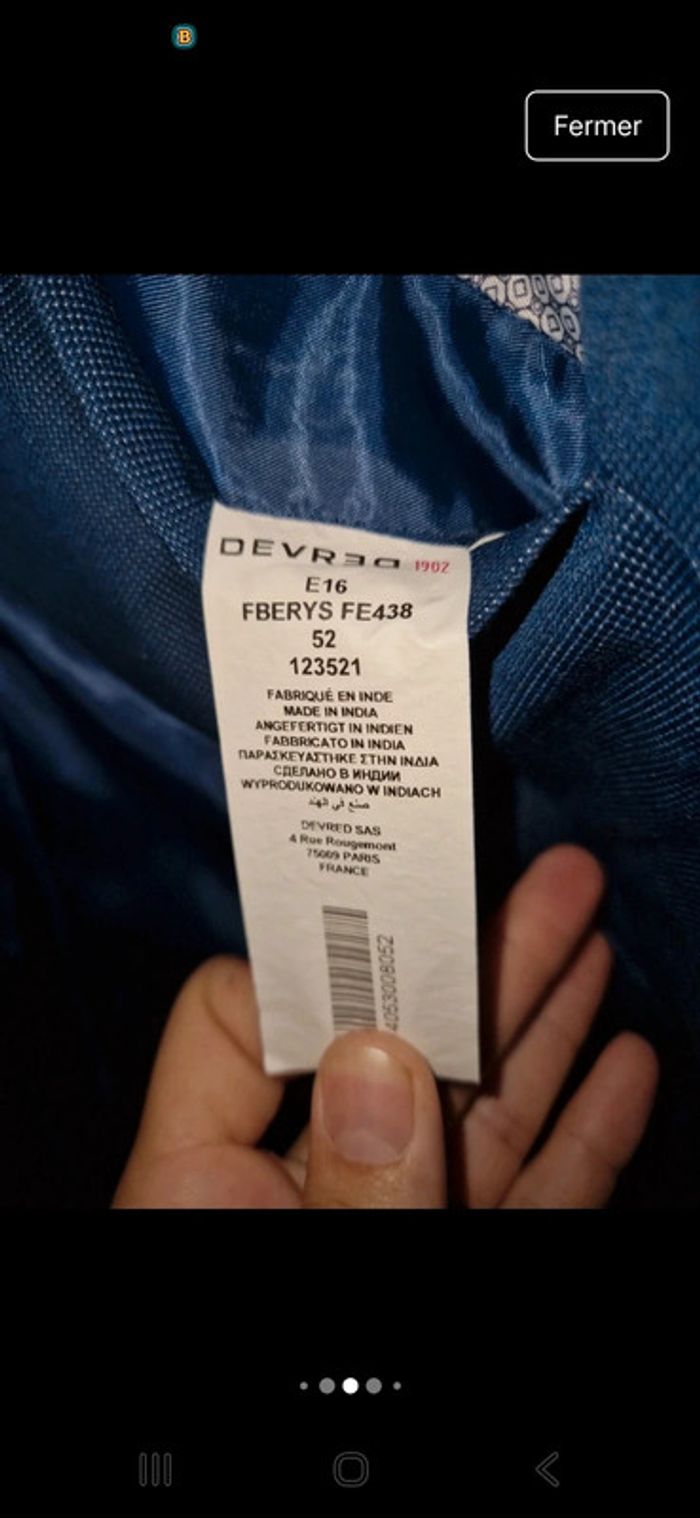 B
Fermer
DEVRED 1902
E16
FBERYS FE438
52
123521
FABRIQUÉ EN INDE
MADE IN INDIA
ANGEFERTIGT IN INDIEN
FABBRICATO IN INDIA
ΠΑΡΑΣΚΕΥΑΣΤΗΚΕ ΣΤΗΝ ΙΝΔΙΑ
СДЕЛАНО В ИНДИИ
WYPRODUKOWANO W INDIACH
صنع في الهند
DEVRED SAS
4 Rue Rougemont
75009 PARIS
FRANCE
4053008052